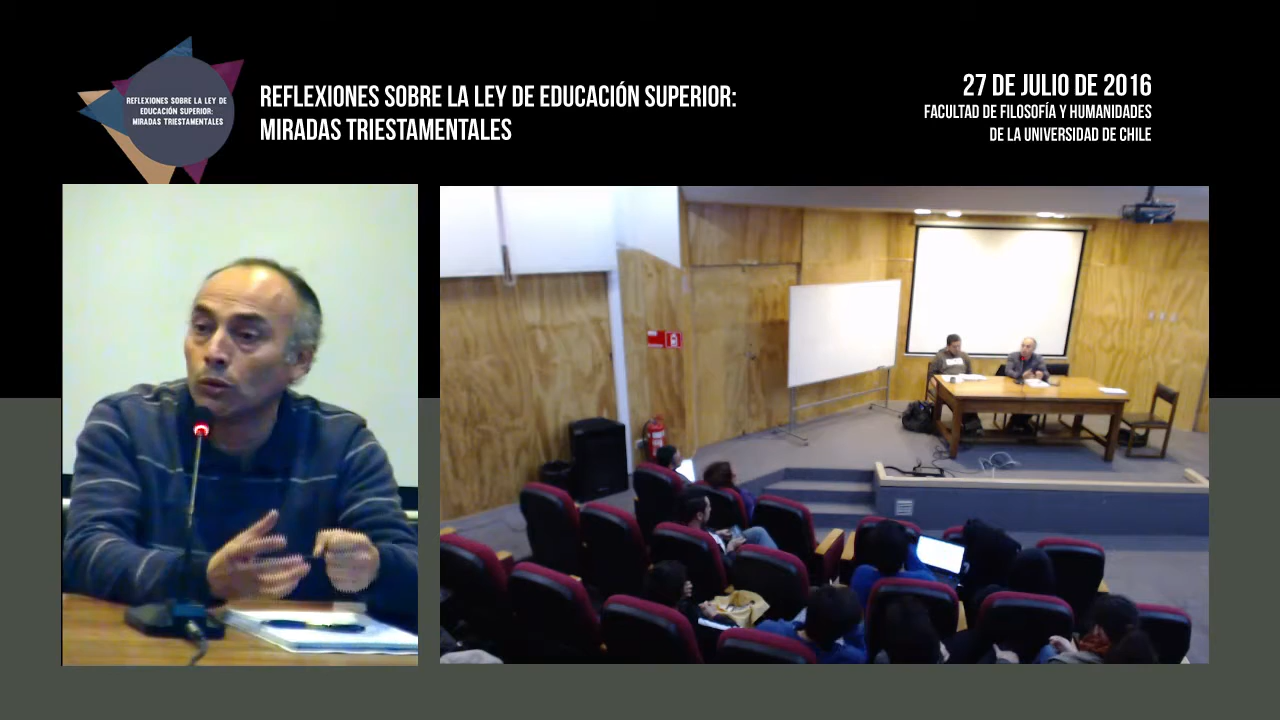 REFLEXIONES SOBRE LA LEY DE
EDUCACIÓN SUPERIOR:
MIRADAS TRIESTAMENTALES
REFLEXIONES SOBRE LA LEY DE EDUCACIÓN SUPERIOR:
MIRADAS TRIESTAMENTALES
27 DE JULIO DE 2016
FACULTAD DE FILOSOFÍA Y HUMANIDADES
DE LA UNIVERSIDAD DE CHILE